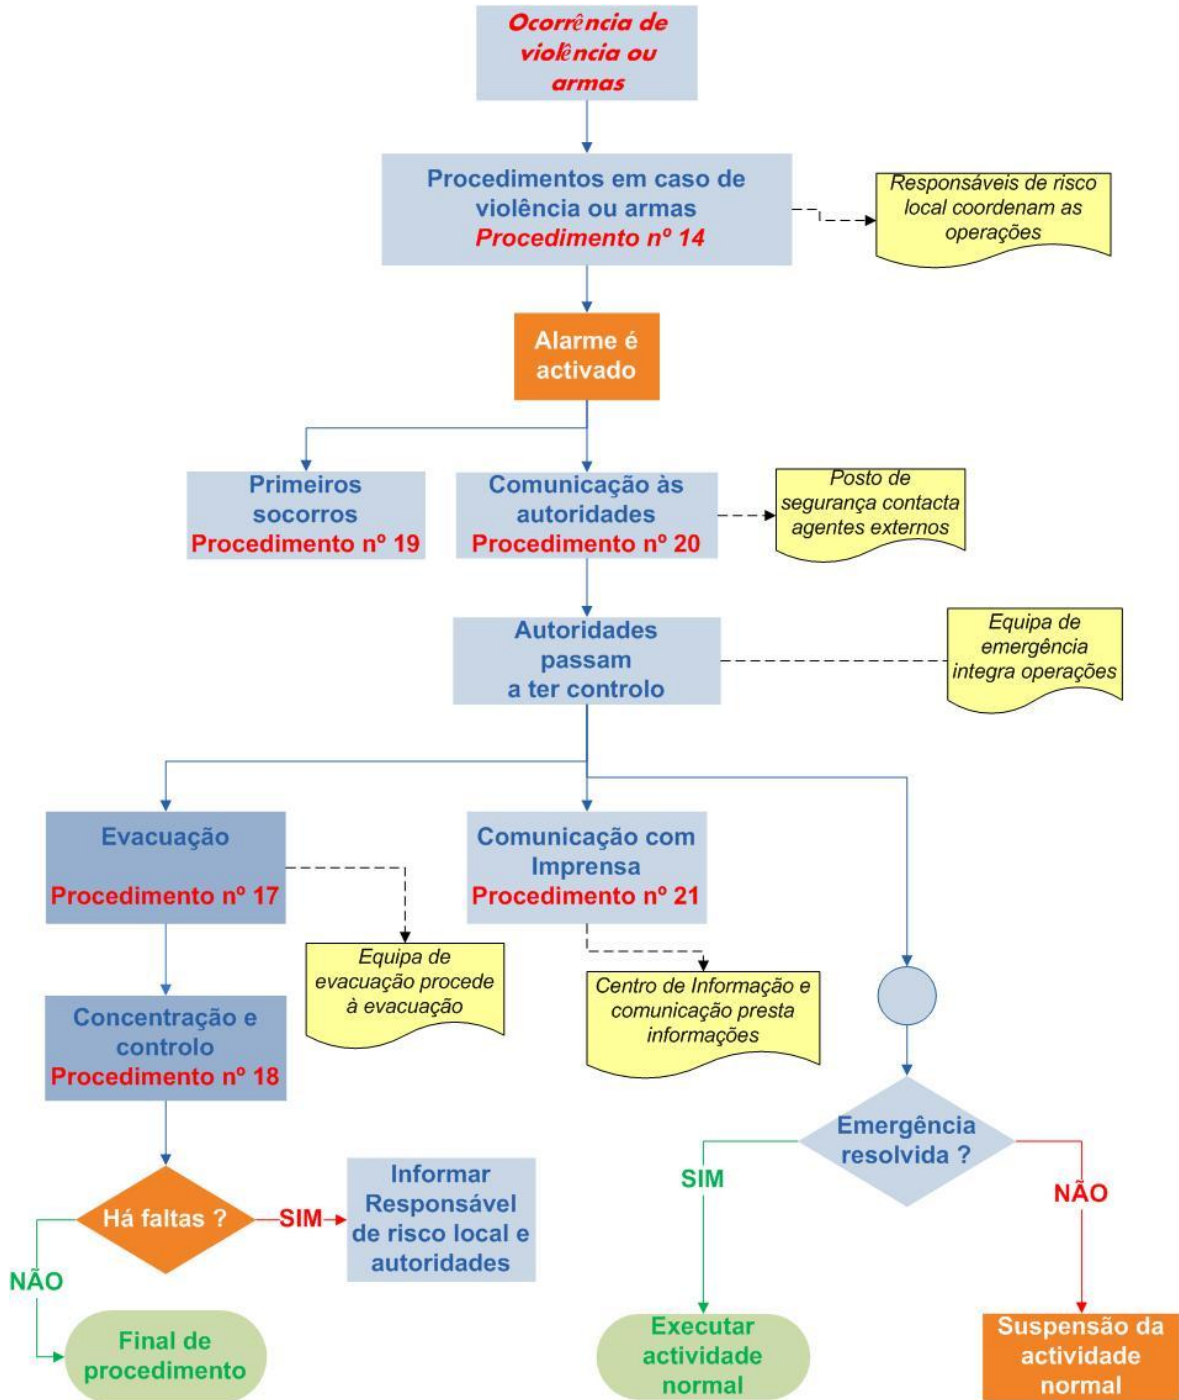 Ocorrência de
violência ou
armas
Procedimentos em caso de
violência ou armas
Procedimento nº 14
Responsáveis de risco
local coordenam as
operações
Alarme é
activado
Primeiros
socorros
Procedimento nº 19
Comunicação às
autoridades
Procedimento nº 20
Posto de
segurança contacta
agentes externos
Autoridades
passam
a ter controlo
Equipa de
emergência
integra operações
Evacuação
Procedimento nº 17
Comunicação com
Imprensa
Procedimento nº 21
Equipa de
evacuação procede
à evacuação
Centro de Informação e
comunicação presta
informações
Concentração e
controlo
Procedimento nº 18
Emergência
resolvida ?
SIM
NÃO
Há faltas ?
SIM
Informar
Responsável
de risco local e
autoridades
NÃO
Final de
procedimento
Executar
actividade
normal
Suspensão da
actividade
normal